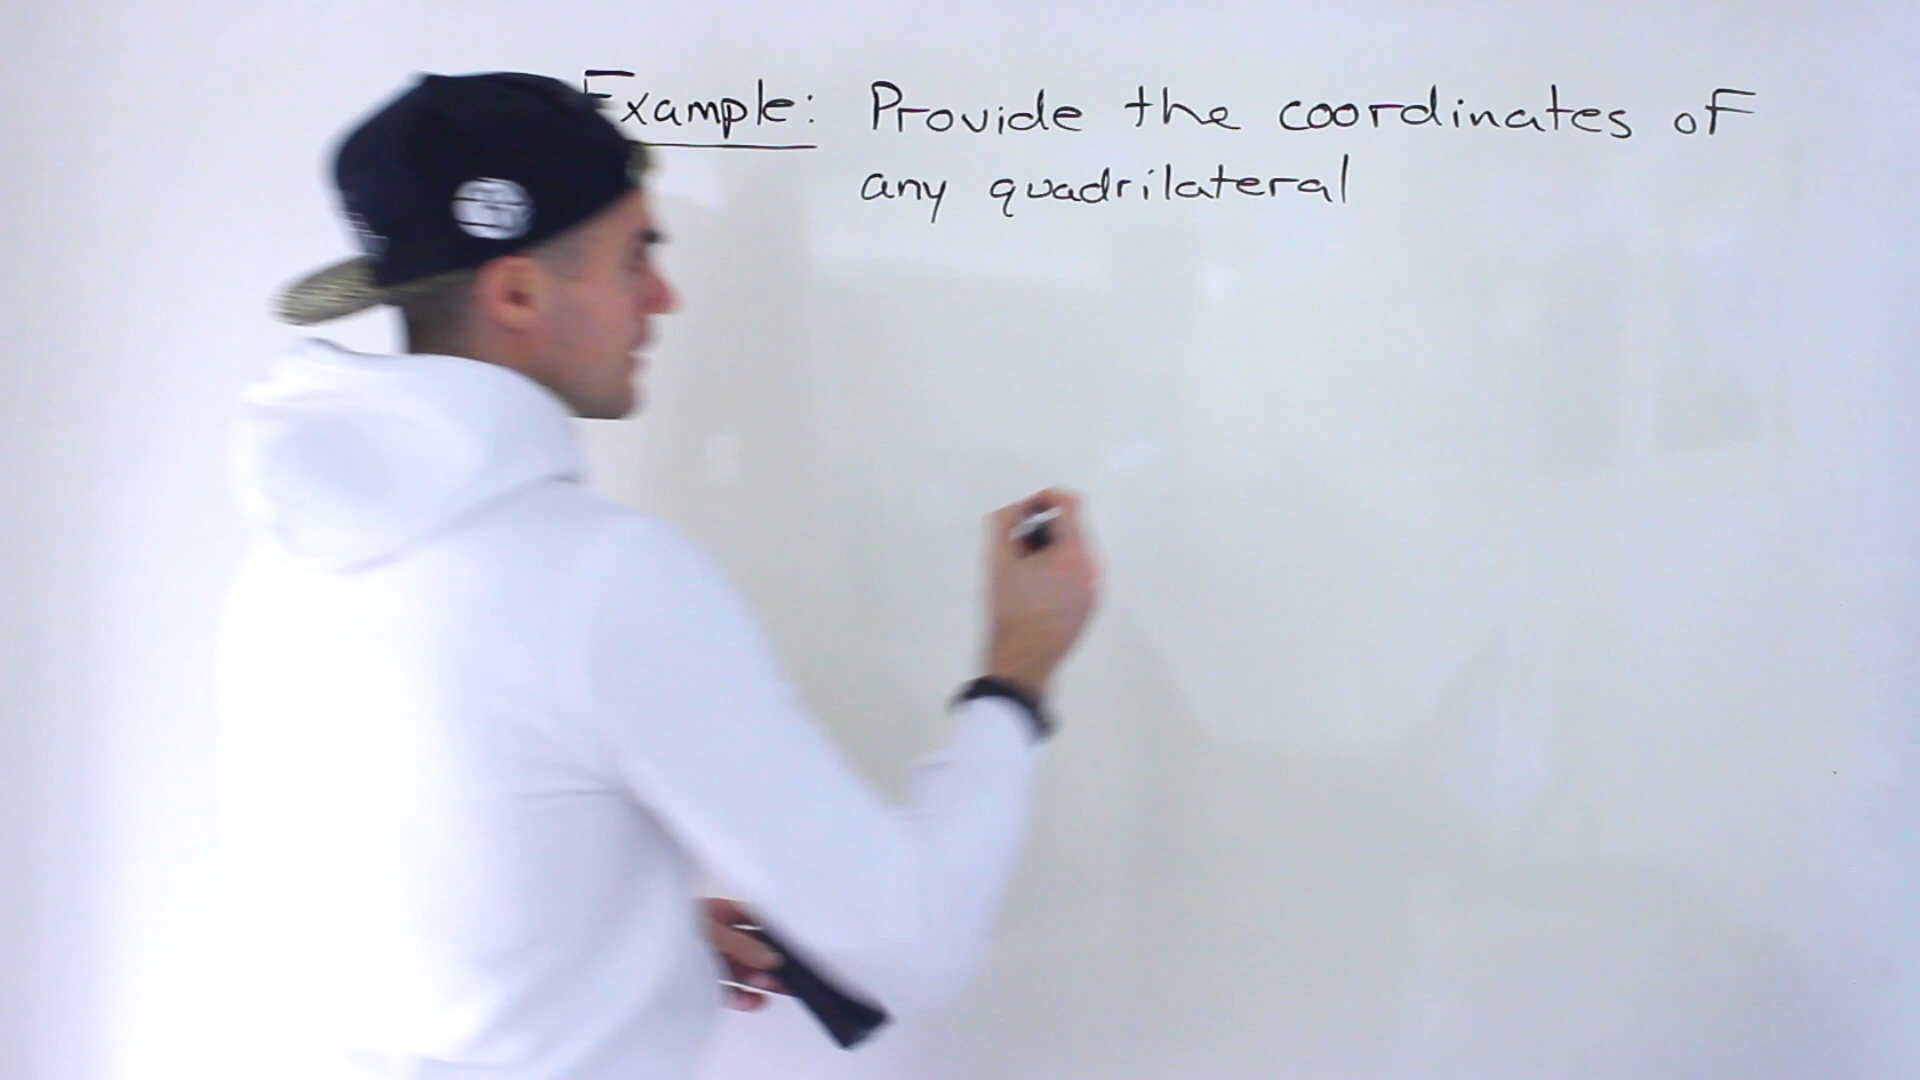 Example: Provide the coordinates of
any quadrilateral